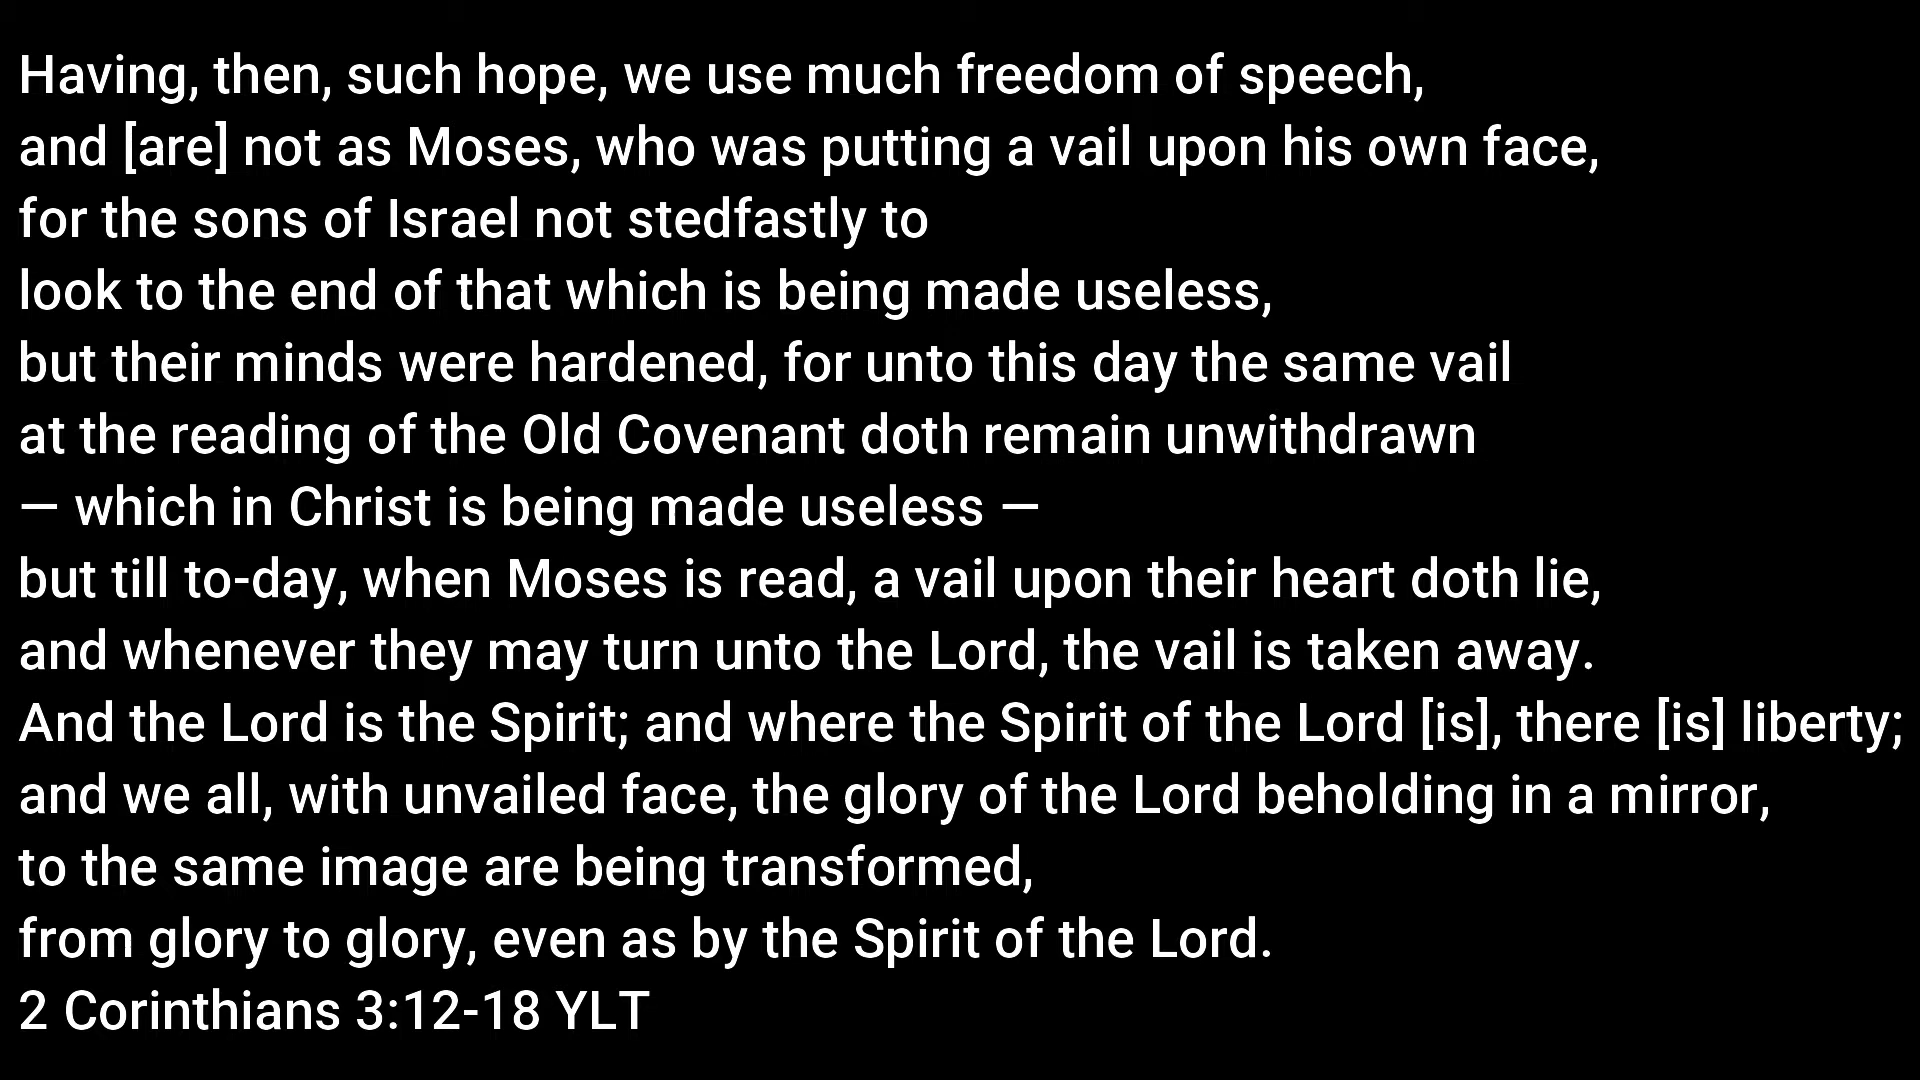 Having, then, such hope, we use much freedom of speech,
and [are] not as Moses, who was putting a vail upon his own face,
for the sons of Israel not stedfastly to
look to the end of that which is being made useless,
but their minds were hardened, for unto this day the same vail
at the reading of the Old Covenant doth remain unwithdrawn
— which in Christ is being made useless —
but till to-day, when Moses is read, a vail upon their heart doth lie,
and whenever they may turn unto the Lord, the vail is taken away.
And the Lord is the Spirit; and where the Spirit of the Lord [is], there [is] liberty;
and we all, with unvailed face, the glory of the Lord beholding in a mirror,
to the same image are being transformed,
from glory to glory, even as by the Spirit of the Lord.
2 Corinthians 3:12-18 YLT